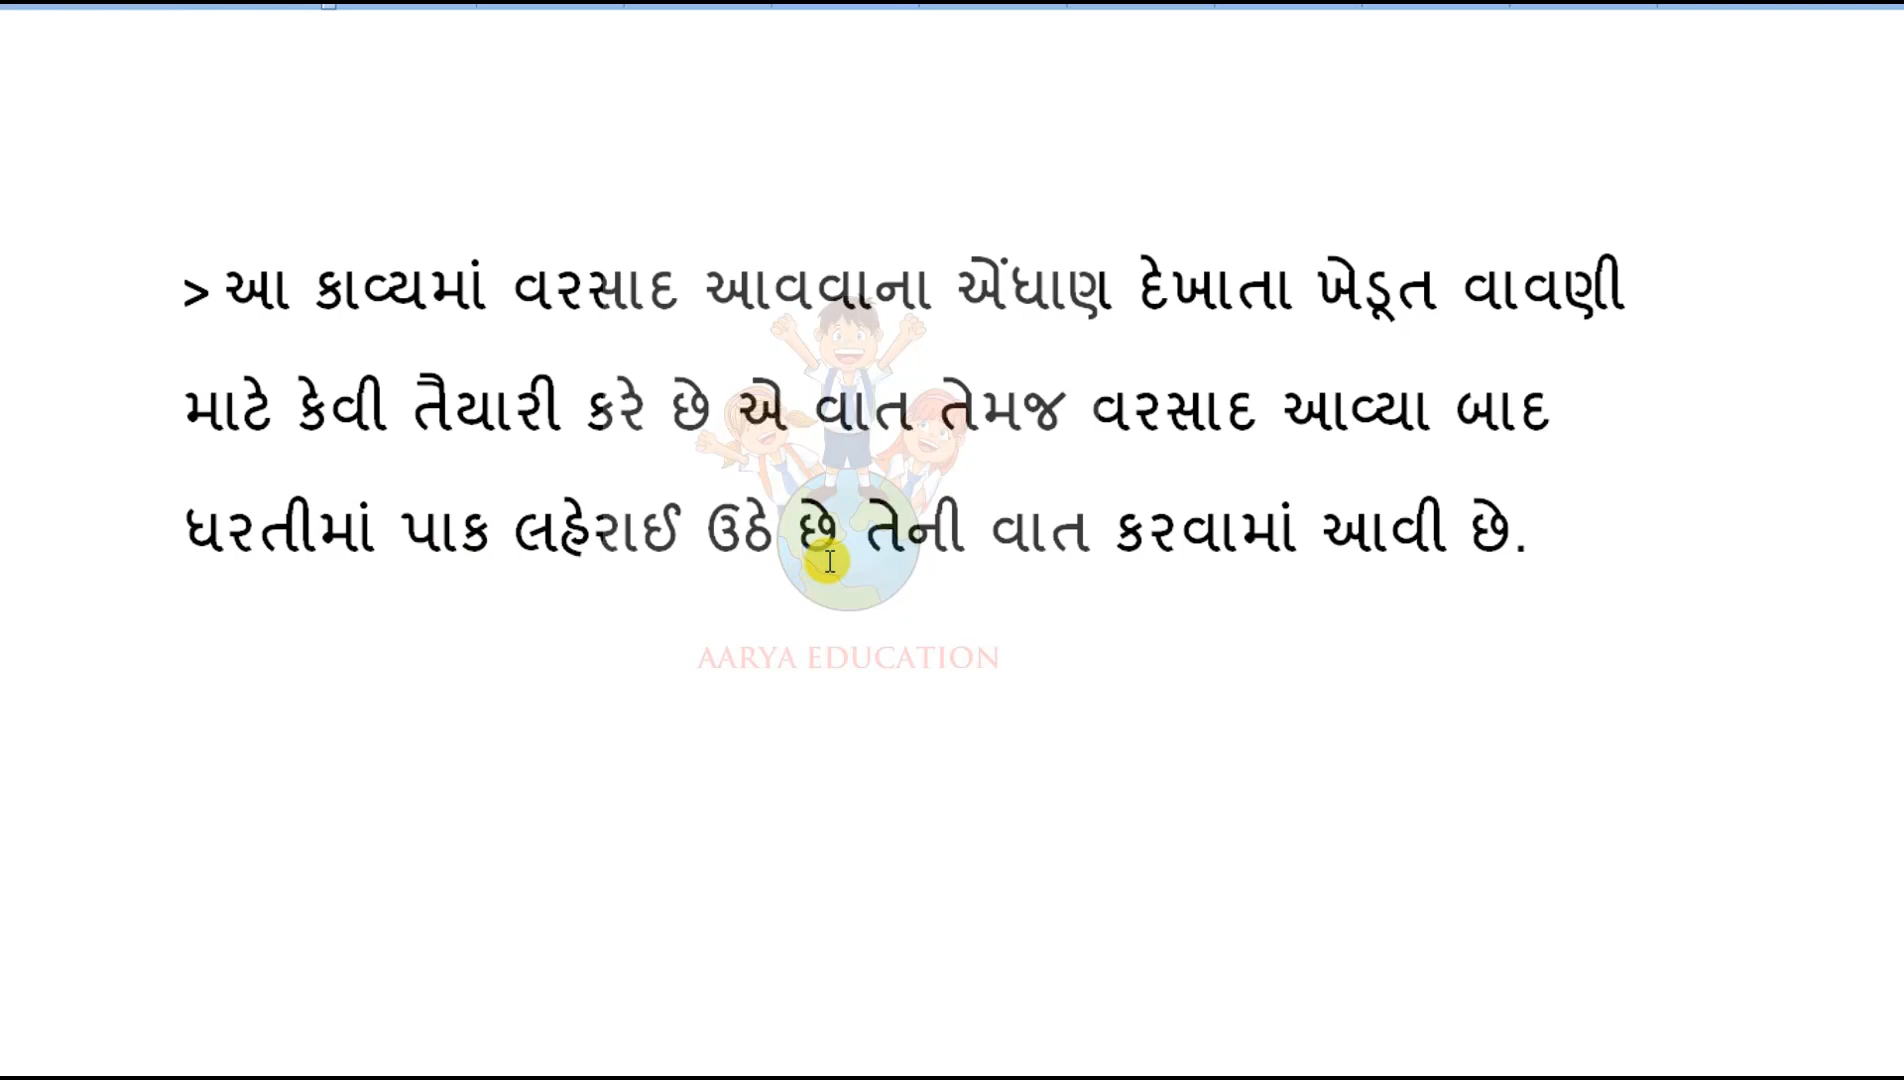 > આ કાવ્યમાં વરસાદ આવવાના એંધાણ દેખાતા ખેડૂત વાવણી
માટે કેવી તૈયારી કરે છે એ વાત તેમજ વરસાદ આવ્યા બાદ
ધરતીમાં પાક લહેરાઈ ઉઠે છે તેની વાત કરવામાં આવી છે.
AARYA EDUCATION